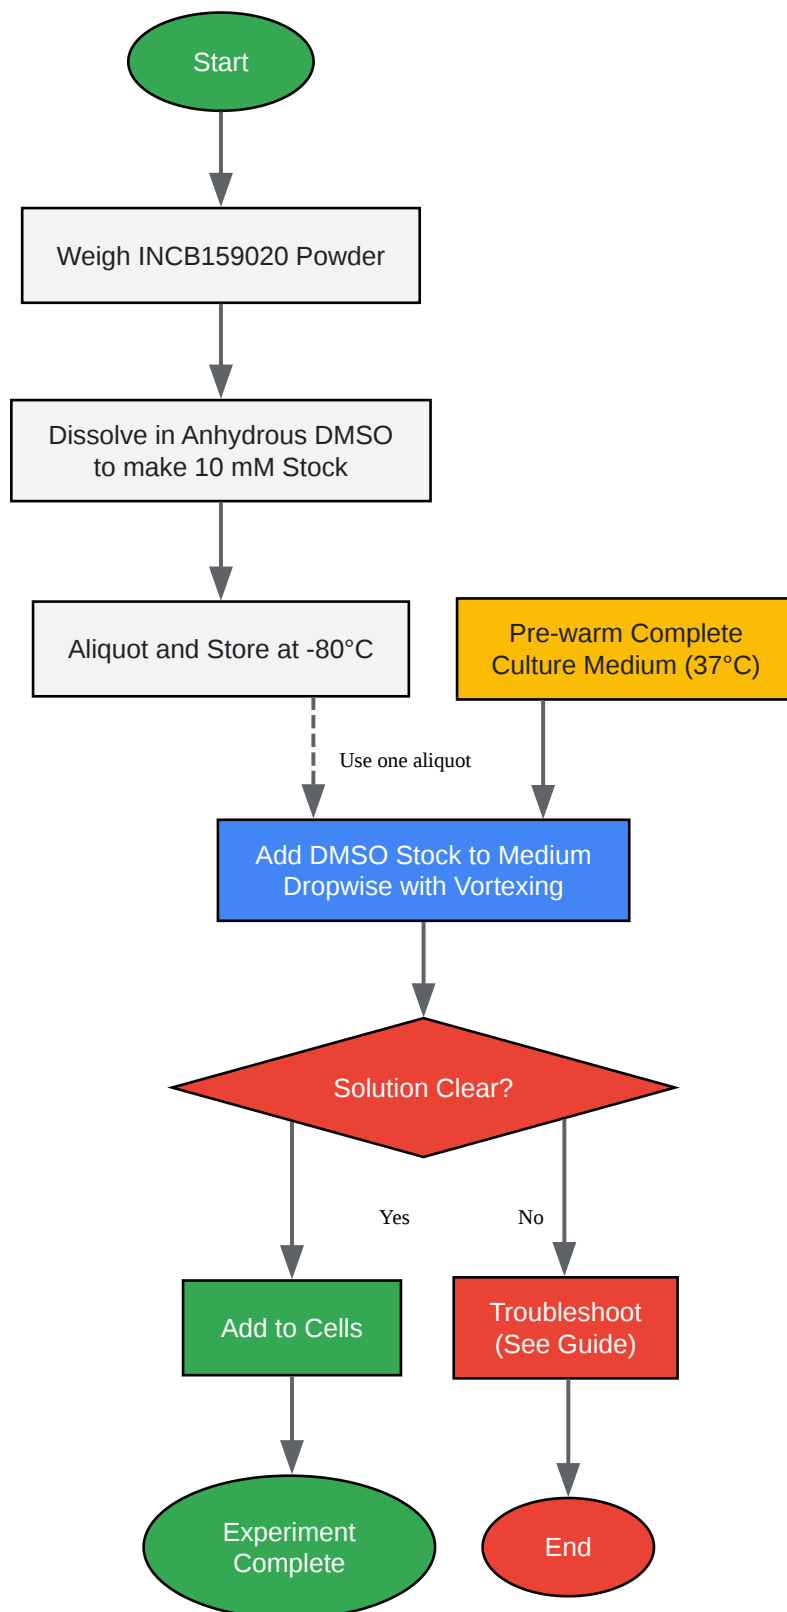 Start
Weigh INCB159020 Powder
Dissolve in Anhydrous DMSO
to make 10 mM Stock
Aliquot and Store at -80°C
Pre-warm Complete
Culture Medium (37°C)
Use one aliquot
Add DMSO Stock to Medium
Dropwise with Vortexing
Solution Clear?
Yes
No
Add to Cells
Troubleshoot
(See Guide)
Experiment
Complete
End